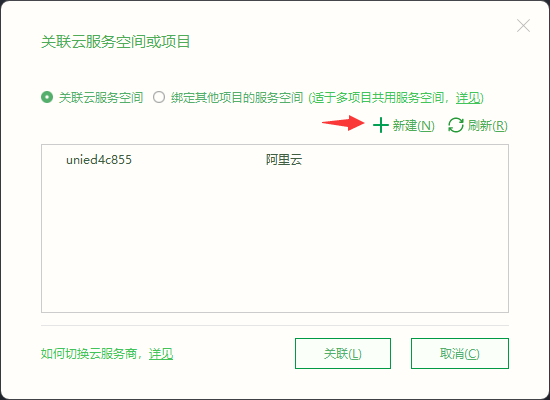 关联云服务空间或项目
关联云服务空间 绑定其他项目的服务空间 (适于多项目共用服务空间，详见)
新建(N) 刷新(R)
unied4c855 阿里云
如何切换云服务商，详见 关联(L) 取消(C)